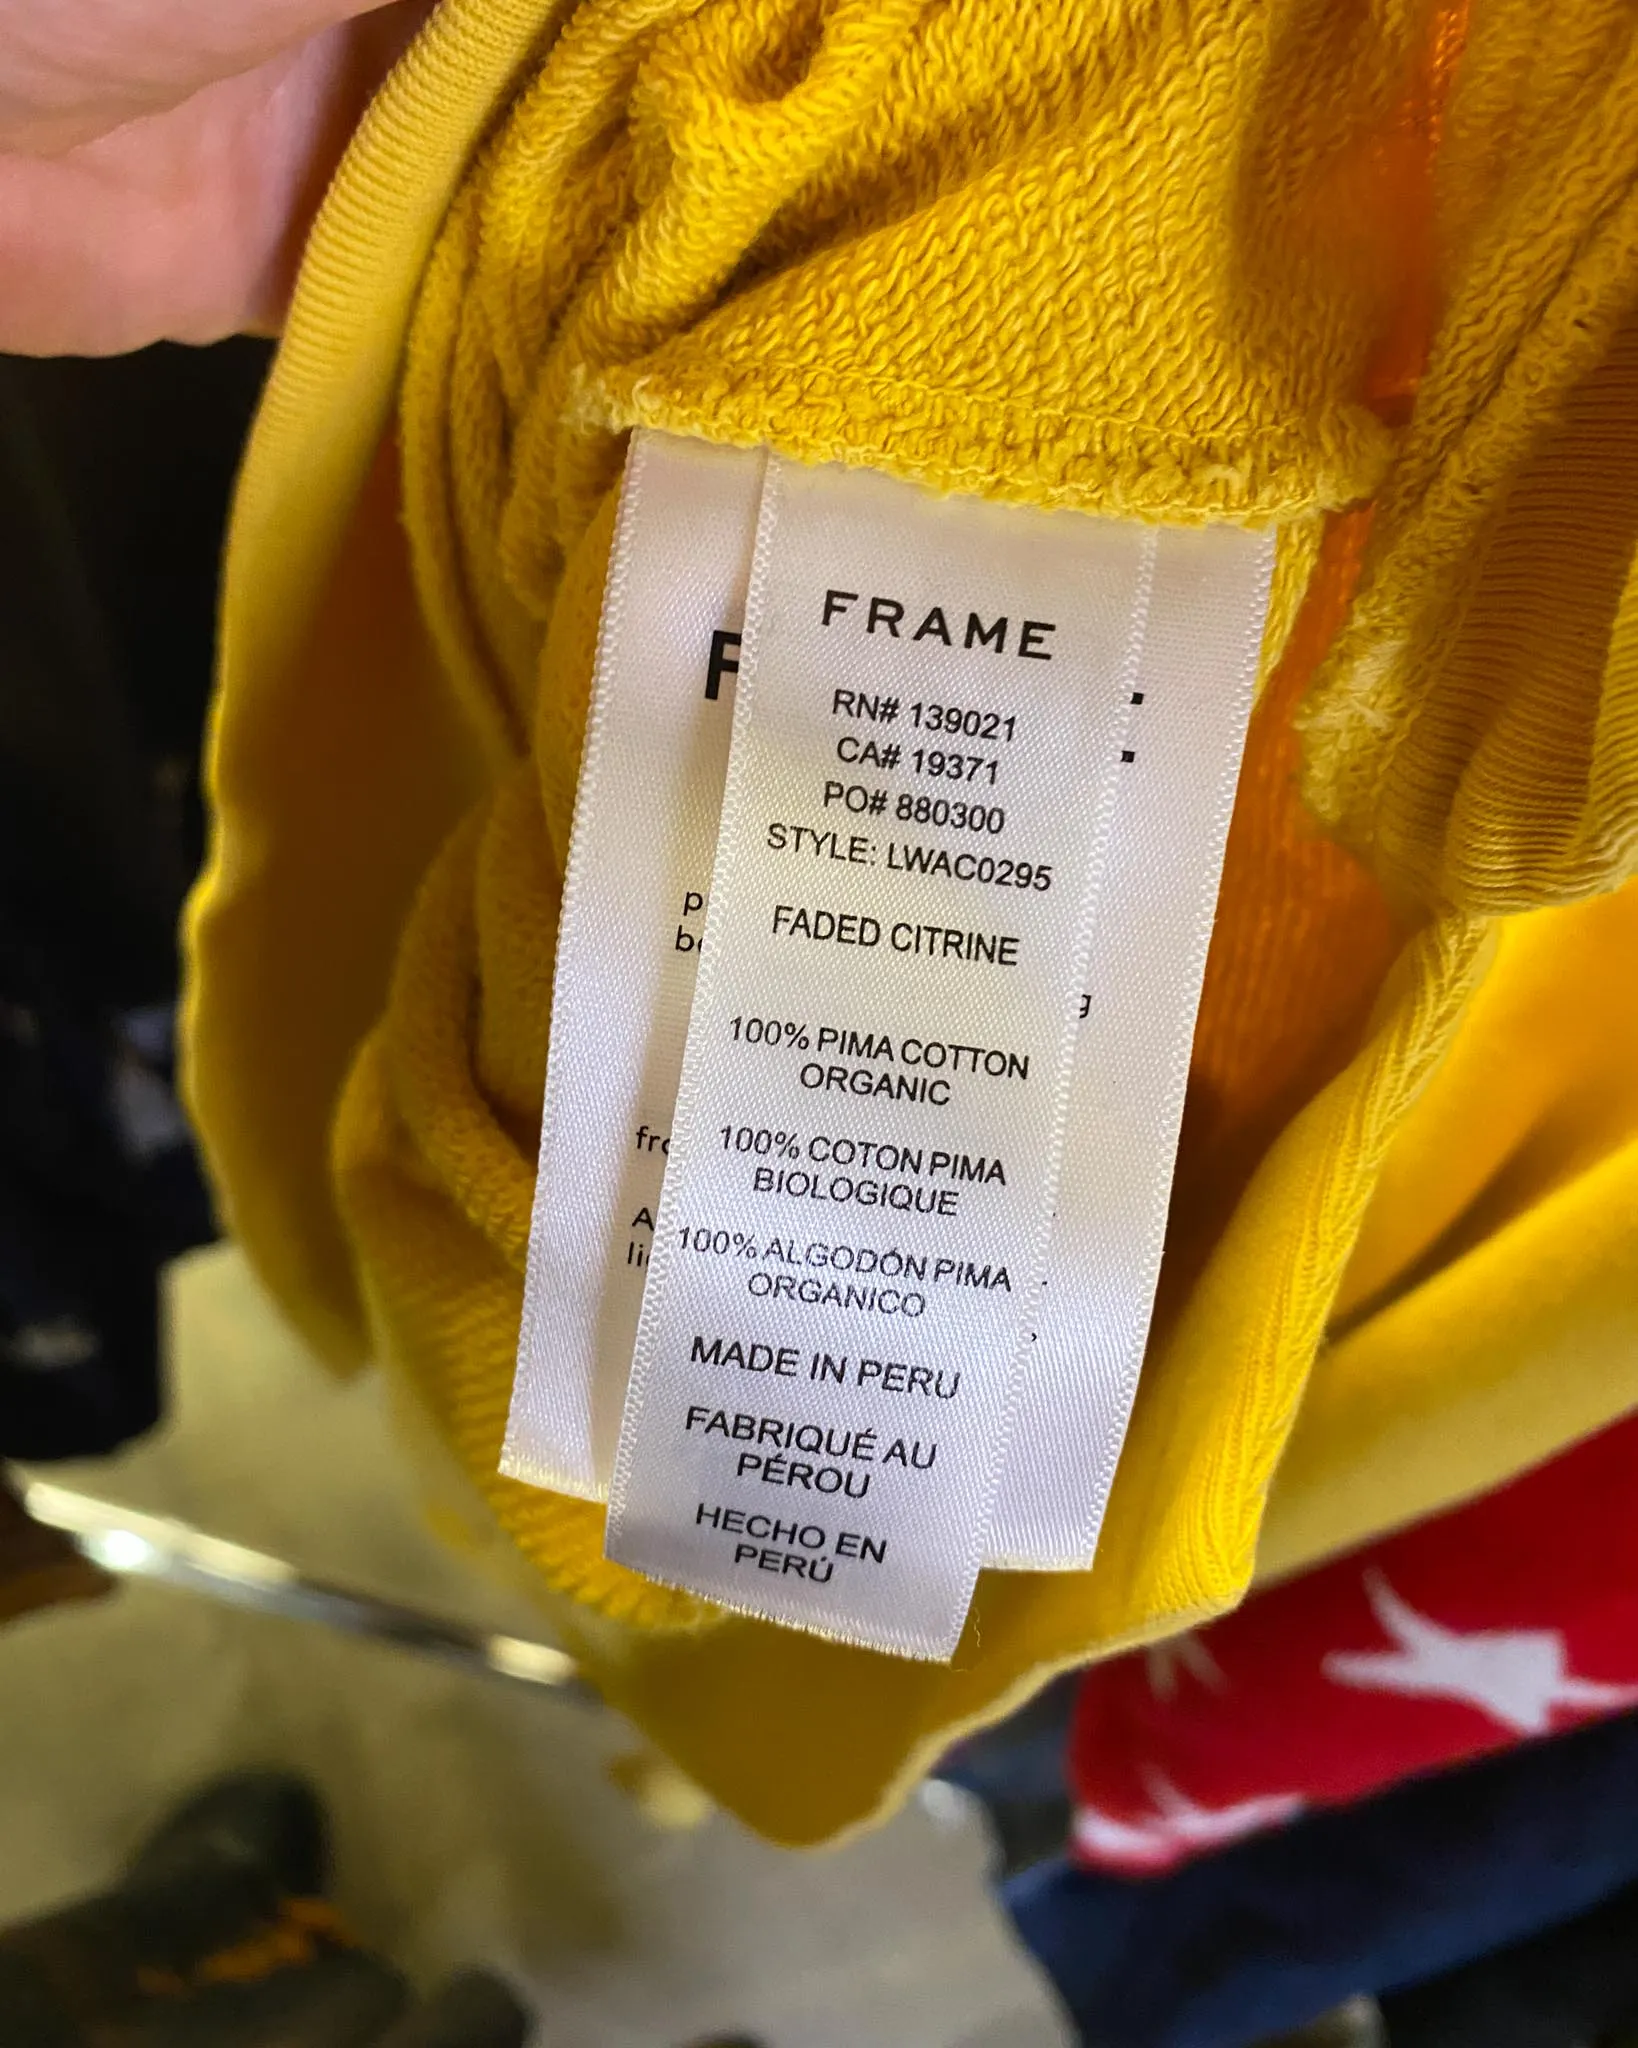 FRAME
RN# 139021
CA# 19371
PO# 880300
STYLE: LWAC0295
FADED CITRINE
100% PIMA COTTON
ORGANIC
100% COTON PIMA
BIOLOGIQUE
100% ALGODÓN PIMA
ORGANICO
MADE IN PERU
FABRIQUÉ AU
PÉROU
HECHO EN
PERÚ